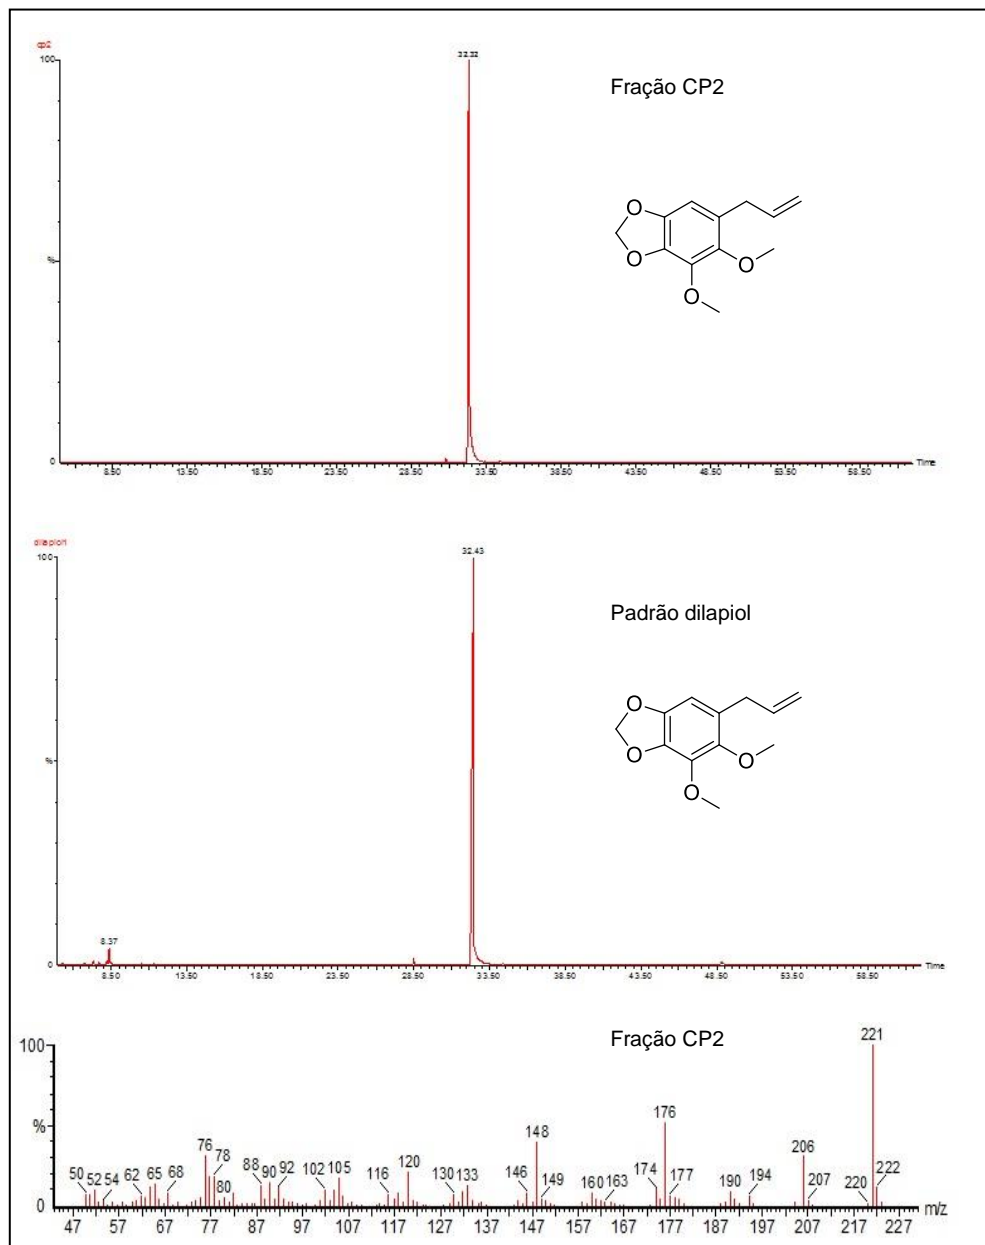 cp2
100
32.32
Fração CP2
O
O
O
O
%
0
8.50 13.50 18.50 23.50 28.50 33.50 38.50 43.50 48.50 53.50 58.50 Time
dilapiol1
100
32.43
Padrão dilapiol
O
O
O
O
%
8.37
0
8.50 13.50 18.50 23.50 28.50 33.50 38.50 43.50 48.50 53.50 58.50 Time
Fração CP2
100
221
176
148
%
76 206
78 120
88 105
50 52 54 62 65 68 80 90 92 102 116 130 133 146 149 160 163 174 177 190 194 207 220 222
0
m/z
47 57 67 77 87 97 107 117 127 137 147 157 167 177 187 197 207 217 227